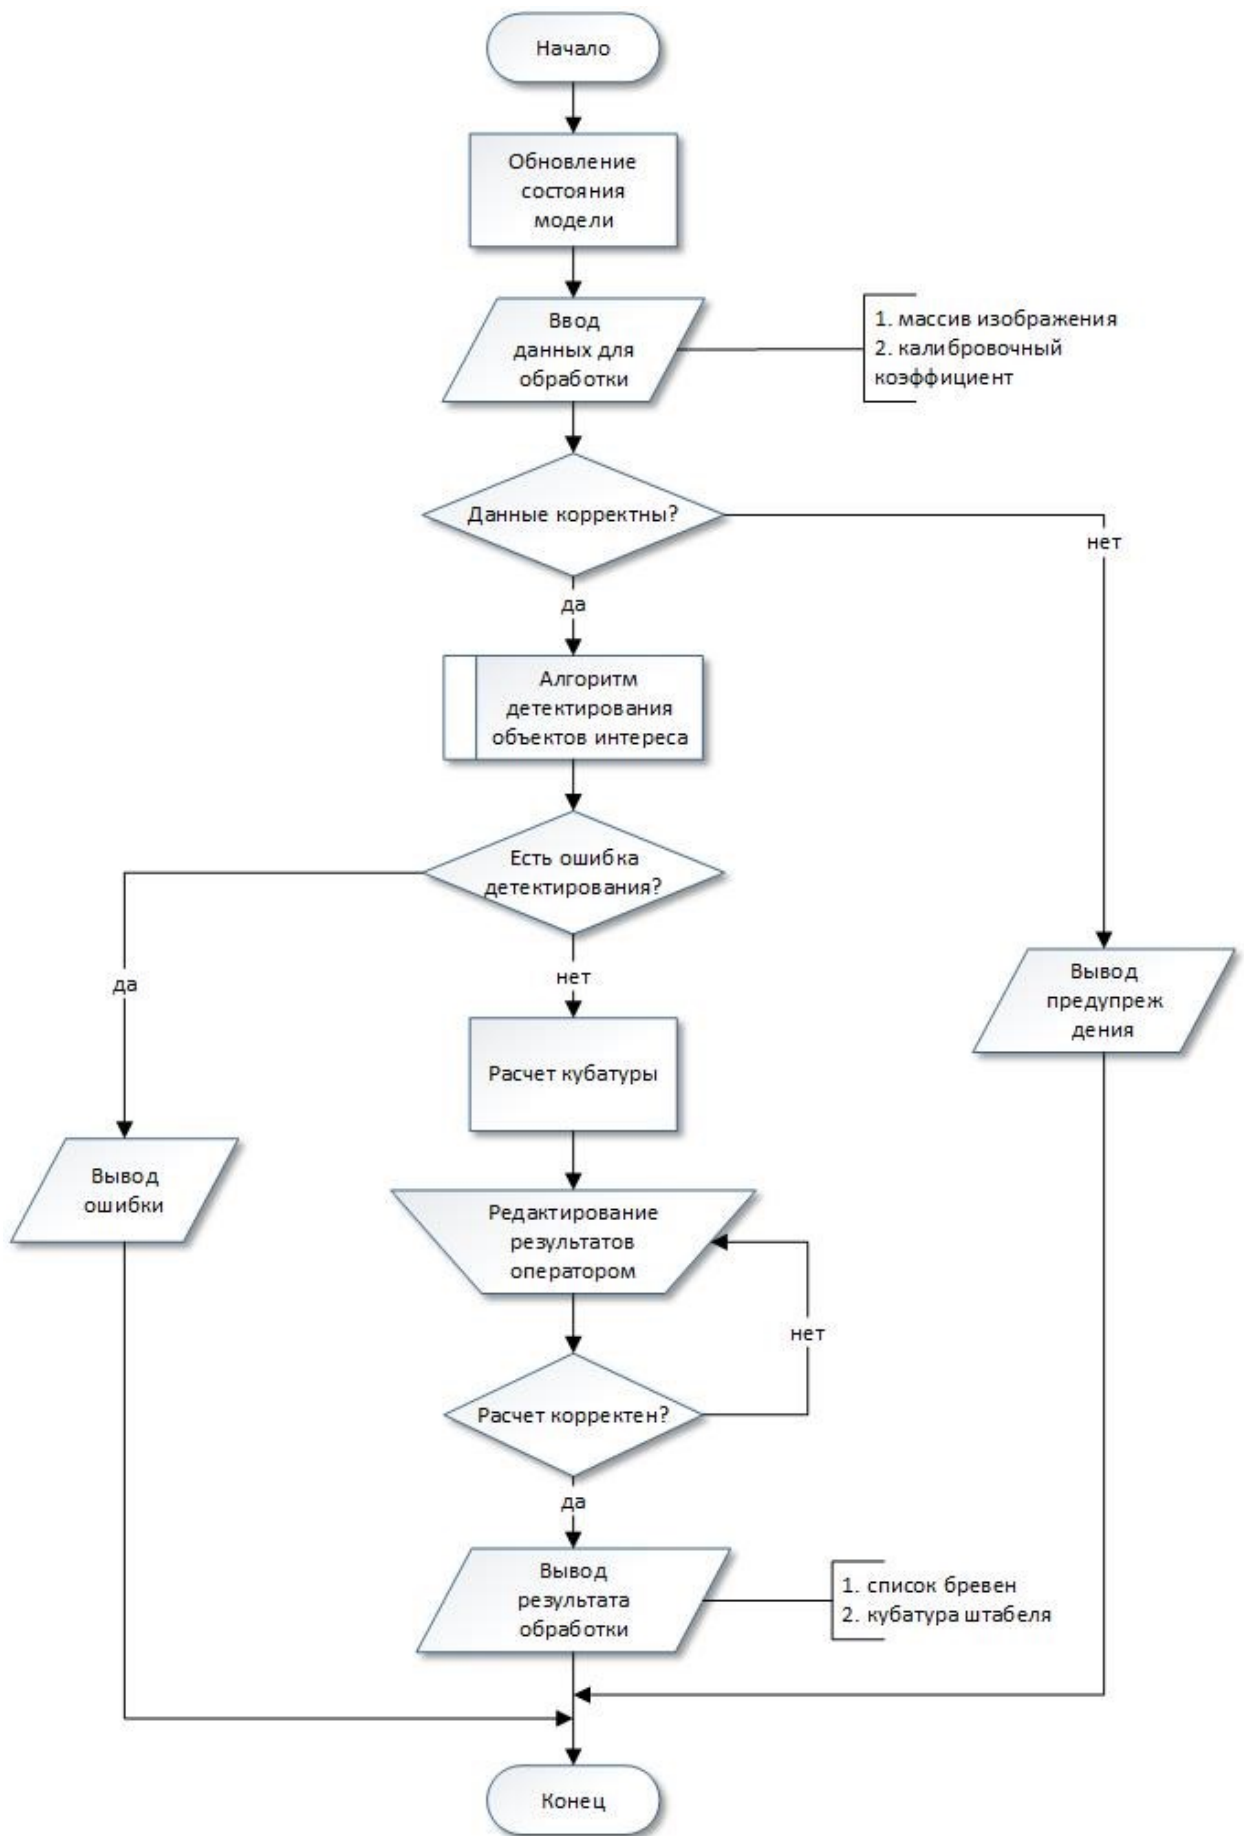 Начало
Обновление
состояния
модели
Ввод
данных для
обработки
1. массив изображения
2. калибровочный
коэффициент
Данные корректны?
нет
да
Алгоритм
детектирования
объектов интереса
Есть ошибка
детектирования?
да
нет
Вывод
предупреж
дения
Расчет кубатуры
Вывод
ошибки
Редактирование
результатов
оператором
нет
Расчет корректен?
да
Вывод
результата
обработки
1. список бревен
2. кубатура штабеля
Конец